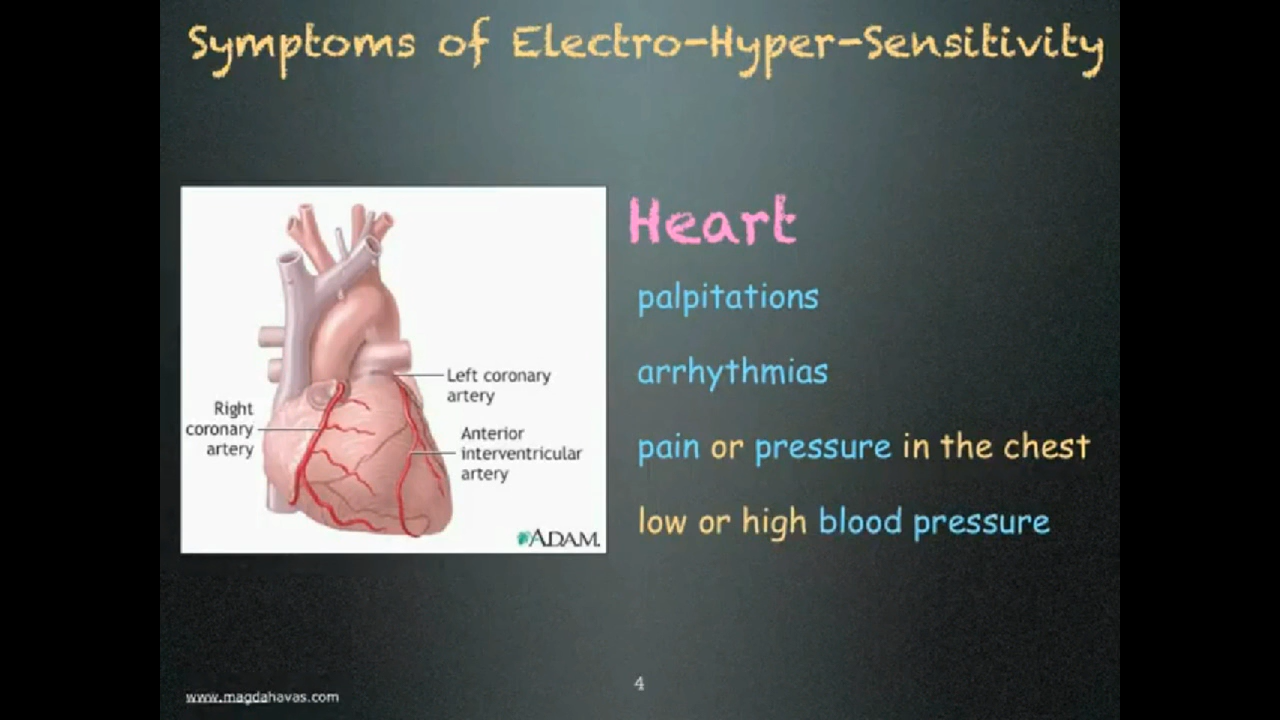 Symptoms of Electro-Hyper-Sensitivity
Heart
palpitations
arrhythmias
pain or pressure in the chest
low or high blood pressure
Left coronary
artery
Right
coronary
artery
Anterior
interventricular
artery
ADAM.
www.magdahavas.com
4